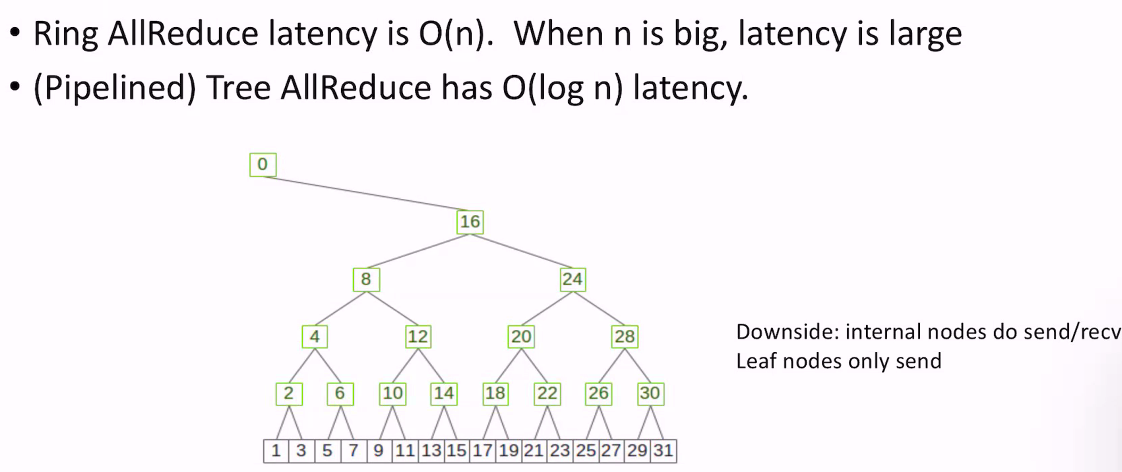 • Ring AllReduce latency is O(n). When n is big, latency is large
• (Pipelined) Tree AllReduce has O(log n) latency.
0
16
8 24
4 12 20 28
Downside: internal nodes do send/recv
Leaf nodes only send
2 6 10 14 18 22 26 30
1 3 5 7 9 11 13 15 17 19 21 23 25 27 29 31